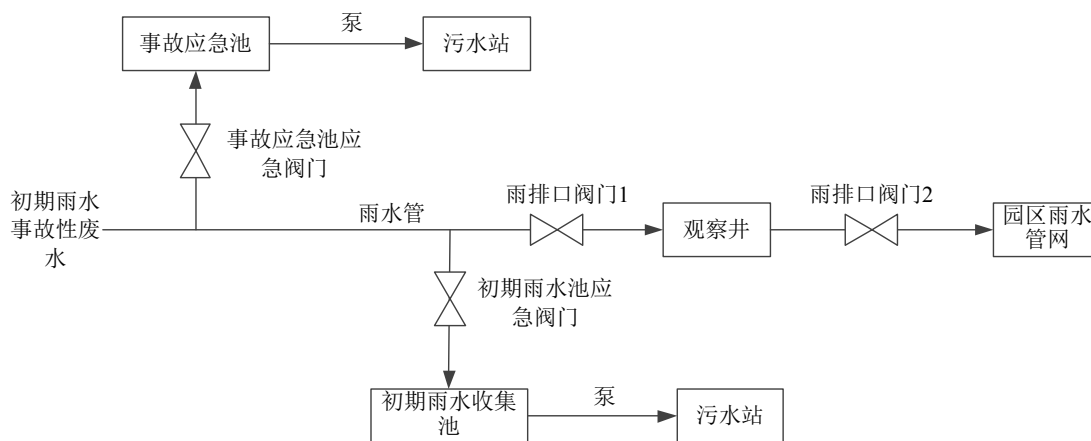 泵
事故应急池
污水站
事故应急池应
急阀门
初期雨水
事故性废
水
雨水管
雨排口阀门1
观察井
雨排口阀门2
园区雨水
管网
初期雨水池应
急阀门
初期雨水收集
池
泵
污水站